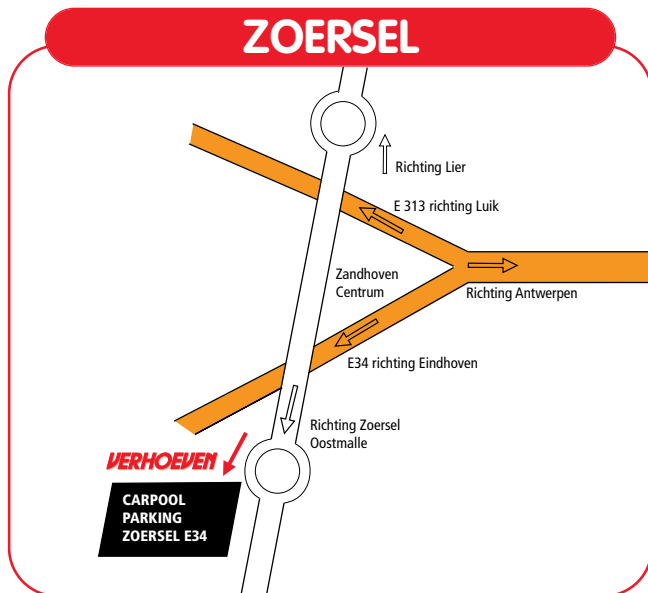 ZOERSEL
Richting Lier
E 313 richting Luik
Zandhoven
Centrum
Richting Antwerpen
E34 richting Eindhoven
Richting Zoersel
Oostmalle
VERHOEVEN
CARPOOL
PARKING
ZOERSEL E34